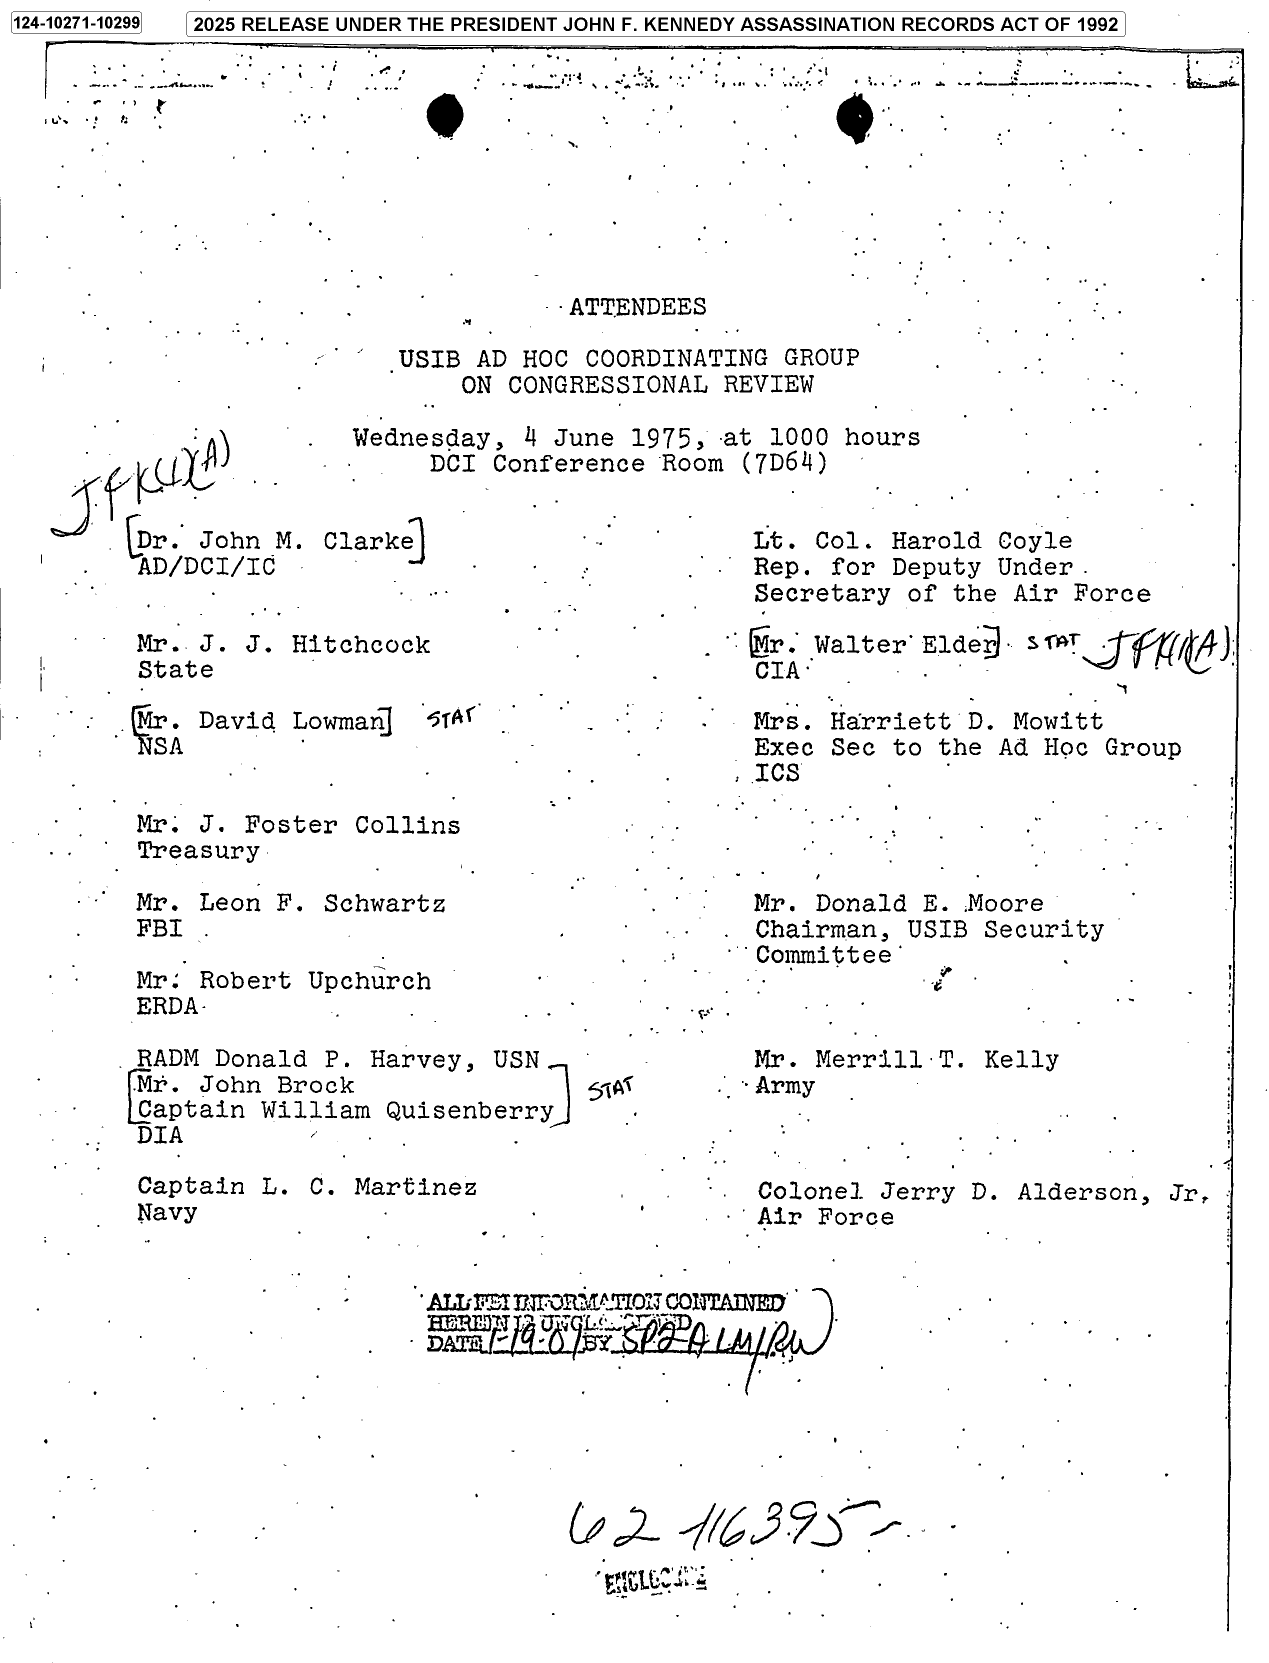 124-10271-10299
2025 RELEASE UNDER THE PRESIDENT JOHN F. KENNEDY ASSASSINATION RECORDS ACT OF 1992
ATTENDEES
USIB AD HOC COORDINATING GROUP
ON CONGRESSIONAL REVIEW
Wednesday, 4 June 1975, at 1000 hours
DCI Conference Room (7D64)
JFK(1)(A)
[Dr. John M. Clarke]
AD/DCI/IC
Mr. J. J. Hitchcock
State
[Mr. David Lowman] STAT
NSA
Mr. J. Foster Collins
Treasury
Mr. Leon F. Schwartz
FBI
Mr. Robert Upchurch
ERDA
RADM Donald P. Harvey, USN
[Mr. John Brock
Captain William Quisenberry] STAT
DIA
Captain L. C. Martinez
Navy
Lt. Col. Harold Coyle
Rep. for Deputy Under
Secretary of the Air Force
[Mr. Walter Elder] STAT JFK(1)(A)
CIA
Mrs. Harriett D. Mowitt
Exec Sec to the Ad Hoc Group
ICS
Mr. Donald E. Moore
Chairman, USIB Security
Committee
Mr. Merrill T. Kelly
Army
Colonel Jerry D. Alderson, Jr.
Air Force
ALL FBI INFORMATION CONTAINED
HEREIN IS UNCLASSIFIED
DATE 1-19-01 BY SP2ALM/RW
62-116395-
ENCLOSURE